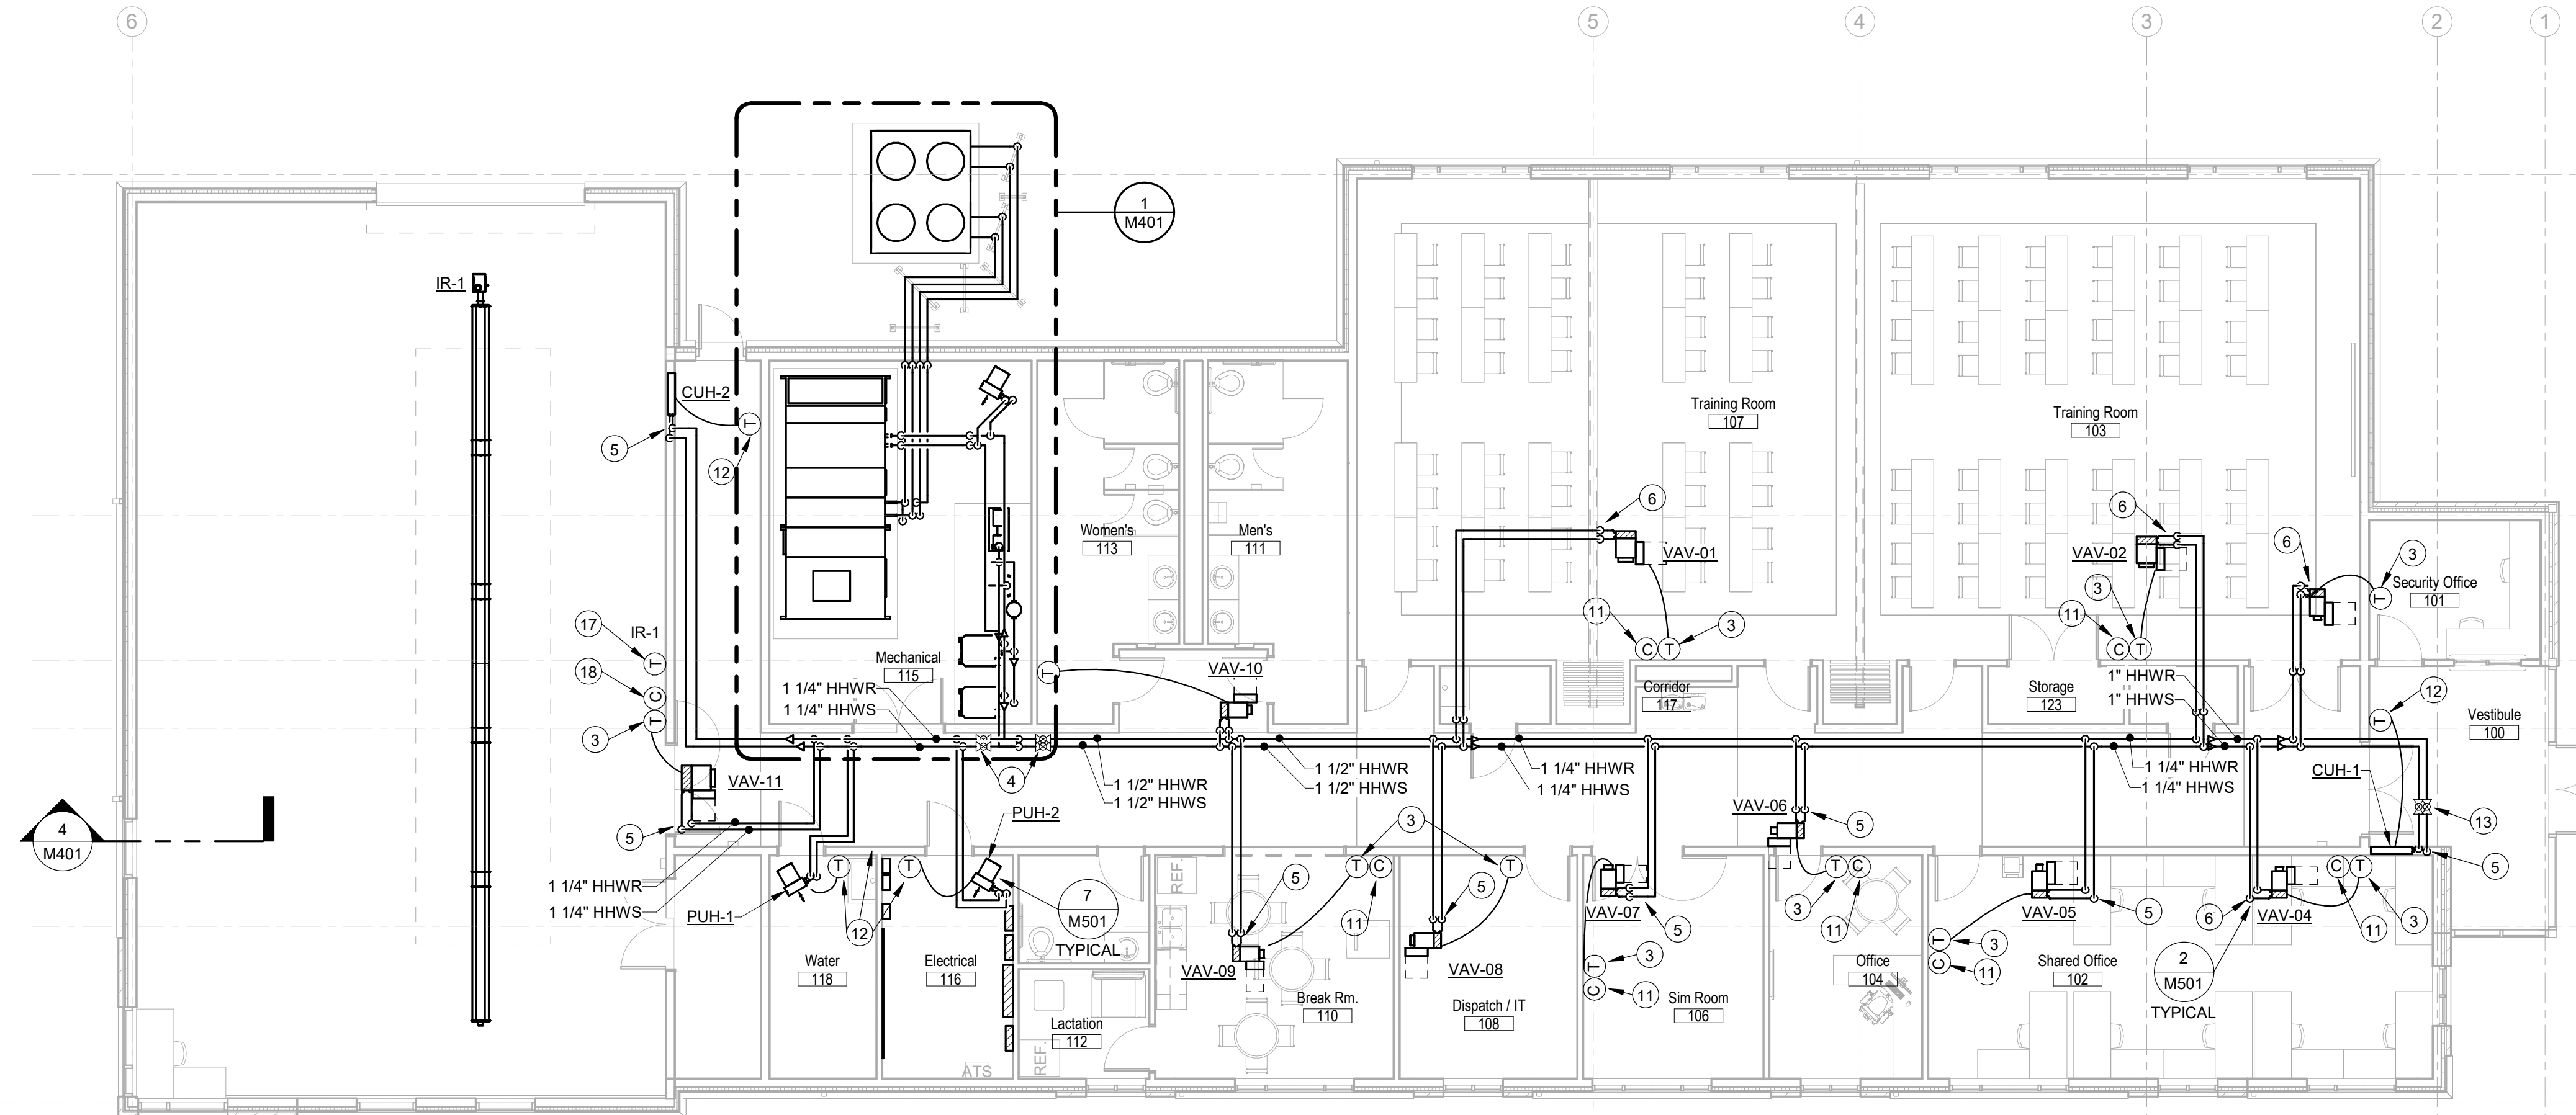 6
5
4
3
2
1
1
M401
IR-1
CUH-2
T
5
12
Training Room
107
Training Room
103
6
6
6
3
Women's
113
Men's
111
VAV-01
VAV-02
Security Office
101
T
3
11
C
T
3
11
C
T
17
IR-1
T
18
C
3
T
Mechanical
115
T
VAV-10
Corridor
117
Storage
123
1 1/4" HHWR
1 1/4" HHWS
1" HHWR
1" HHWS
12
T
Vestibule
100
4
VAV-11
1 1/2" HHWR
1 1/2" HHWS
1 1/2" HHWR
1 1/2" HHWS
1 1/4" HHWR
1 1/4" HHWS
1 1/4" HHWR
1 1/4" HHWS
CUH-1
13
VAV-06
5
4
M401
5
PUH-2
3
T
T
T
C
T
REF.
5
11
5
T
C
3
11
C
T
5
1 1/4" HHWR
1 1/4" HHWS
PUH-1
12
7
M501
TYPICAL
VAV-07
5
VAV-05
5
6
VAV-04
11
3
Water
118
Electrical
116
VAV-09
VAV-08
T
3
C
11
T
3
C
11
Office
104
Shared Office
102
2
M501
TYPICAL
Break Rm.
110
Dispatch / IT
108
Sim Room
106
Lactation
112
REF.
ATS